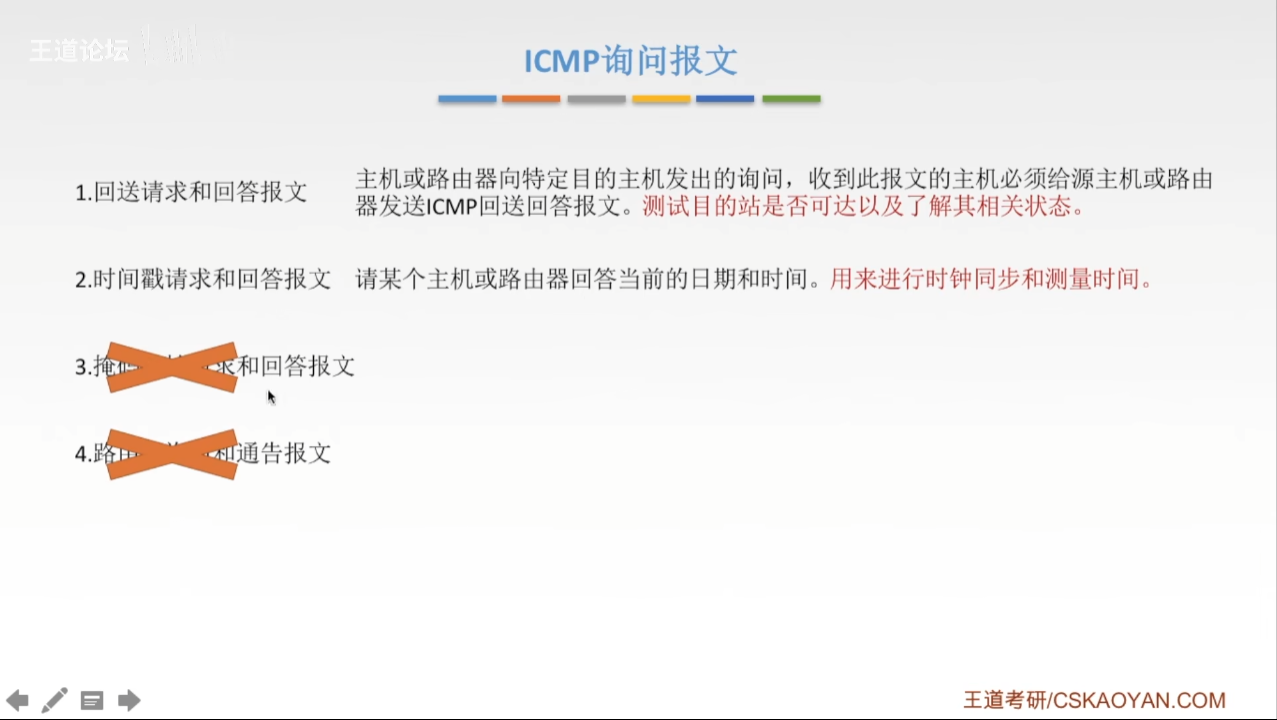 王道论坛
ICMP询问报文
1.回送请求和回答报文
主机或路由器向特定目的主机发出的询问，收到此报文的主机必须给源主机或路由
器发送ICMP回送回答报文。测试目的站是否可达以及了解其相关状态。
2.时间戳请求和回答报文
请某个主机或路由器回答当前的日期和时间。用来进行时钟同步和测量时间。
3.掩码求和回答报文
4.路由和通告报文
王道考研/CSKAOYAN.COM